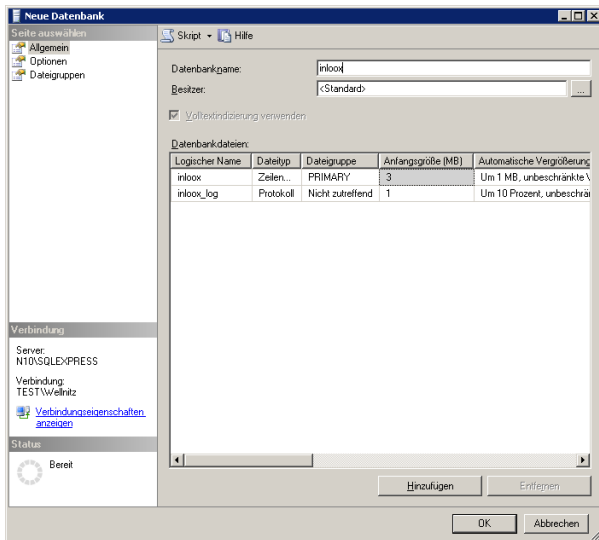 Neue Datenbank
Seite auswählen
Allgemein
Optionen
Dateigruppen
Skript Hilfe
Datenbankname: inloox
Besitzer: <Standard> ...
Volltextindizierung verwenden
Datenbankdateien:
Logischer Name Dateityp Dateigruppe Anfangsgröße (MB) Automatische Vergrößerung
inloox Zeilen... PRIMARY 3 Um 1 MB, unbeschränkte
inloox_log Protokoll Nicht zutreffend 1 Um 10 Prozent, unbeschrä
Verbindung
Server:
N10\SQLEXPRESS
Verbindung:
TEST\Wellnitz
Verbindungseigenschaften
anzeigen
Status
Bereit
Hinzufügen Entfernen
OK Abbrechen